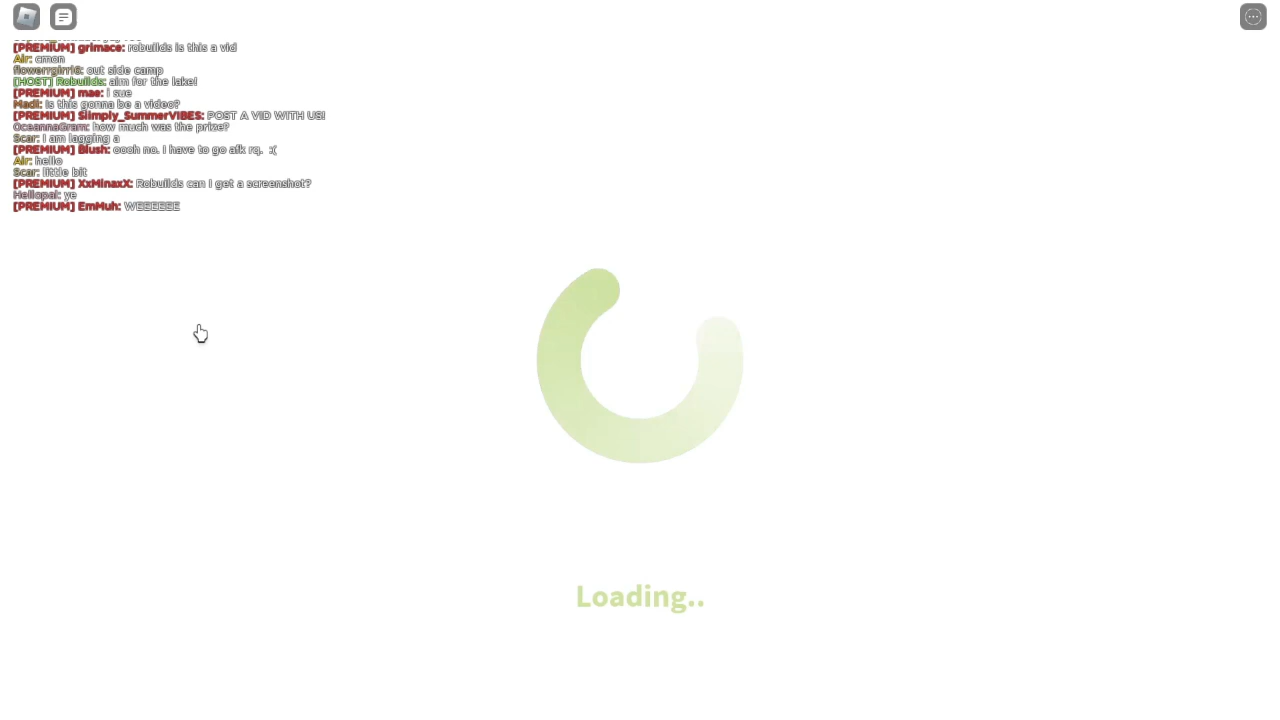 [PREMIUM] grimace: robuilds is this a vid
Air: cmon
flowerrgirrl6: out side camp
[HOST] Robuilds: aim for the lake!
[PREMIUM] mae: I sue
Madi: is this gonna be a video?
[PREMIUM] Slimply_SummerVIBES: POST A VID WITH US!
OceannaGram: how much was the prize?
Scar: I am lagging a
[PREMIUM] Blush: oooh no. I have to go afk rq. :(
Air: hello
Scar: little bit
[PREMIUM] XxMinaxX: Robuilds can I get a screenshot?
Hellopal: ye
[PREMIUM] EmMuh: WEEEEEE
Loading..